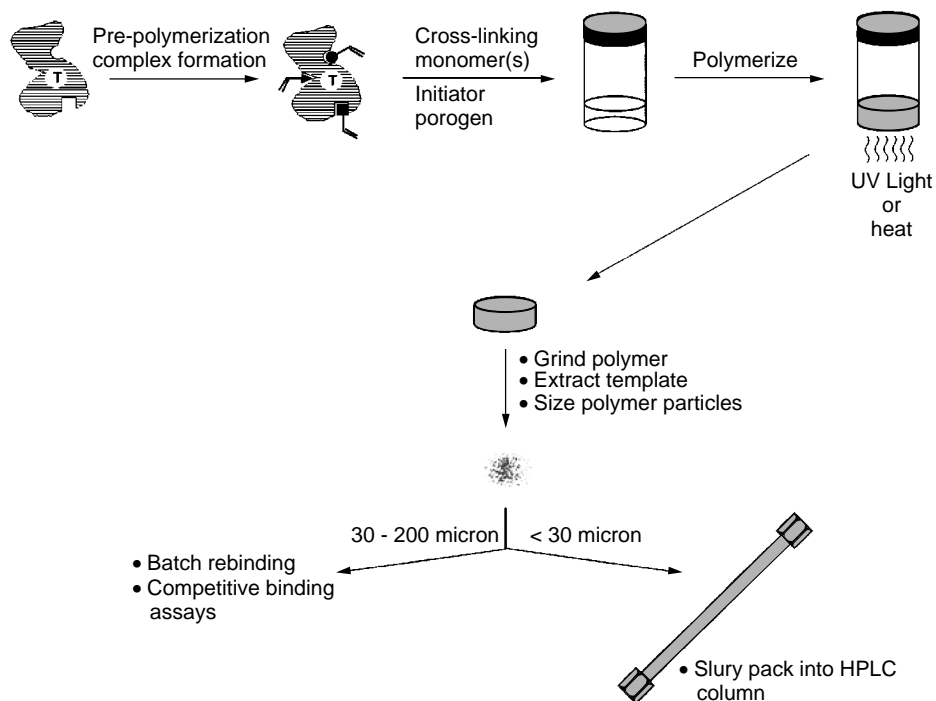 Pre-polymerization
complex formation
T
T
Cross-linking
monomer(s)
Initiator
porogen
Polymerize
UV Light
or
heat
• Grind polymer
• Extract template
• Size polymer particles
30 - 200 micron
< 30 micron
• Batch rebinding
• Competitive binding
assays
• Slury pack into HPLC
column